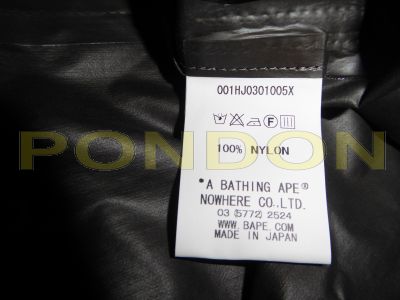 001HJ0301005X
100% NYLON
PONDON
*A BATHING APE®
NOWHERE CO.,LTD.
03 (5772) 2524
WWW.BAPE.COM
MADE IN JAPAN